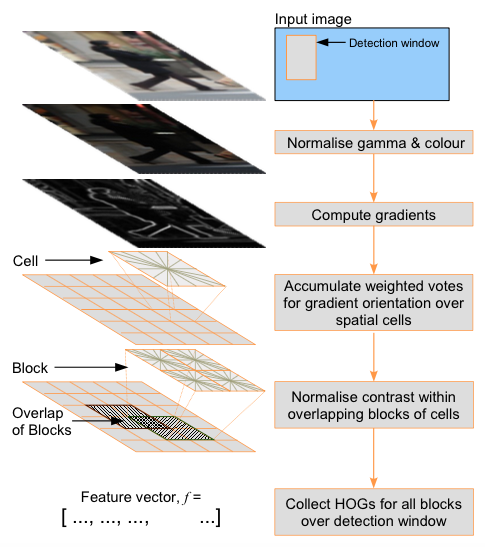 Input image
Detection window
Normalise gamma & colour
Compute gradients
Cell
Accumulate weighted votes
for gradient orientation over
spatial cells
Block
Overlap
of Blocks
Normalise contrast within
overlapping blocks of cells
Feature vector, f =
[ ..., ..., ..., ...]
Collect HOGs for all blocks
over detection window